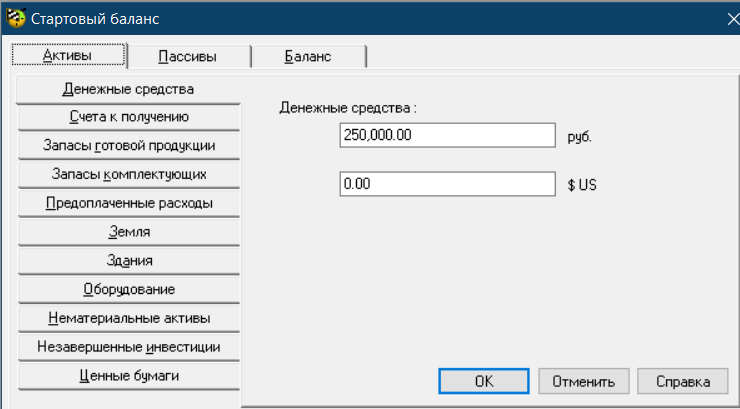 Стартовый баланс
Активы Пассивы Баланс
Денежные средства
Счета к получению
Запасы готовой продукции
Запасы комплектующих
Предоплаченные расходы
Земля
Здания
Оборудование
Нематериальные активы
Незавершенные инвестиции
Ценные бумаги
Денежные средства :
250,000.00 руб.
0.00 $ US
OK Отменить Справка